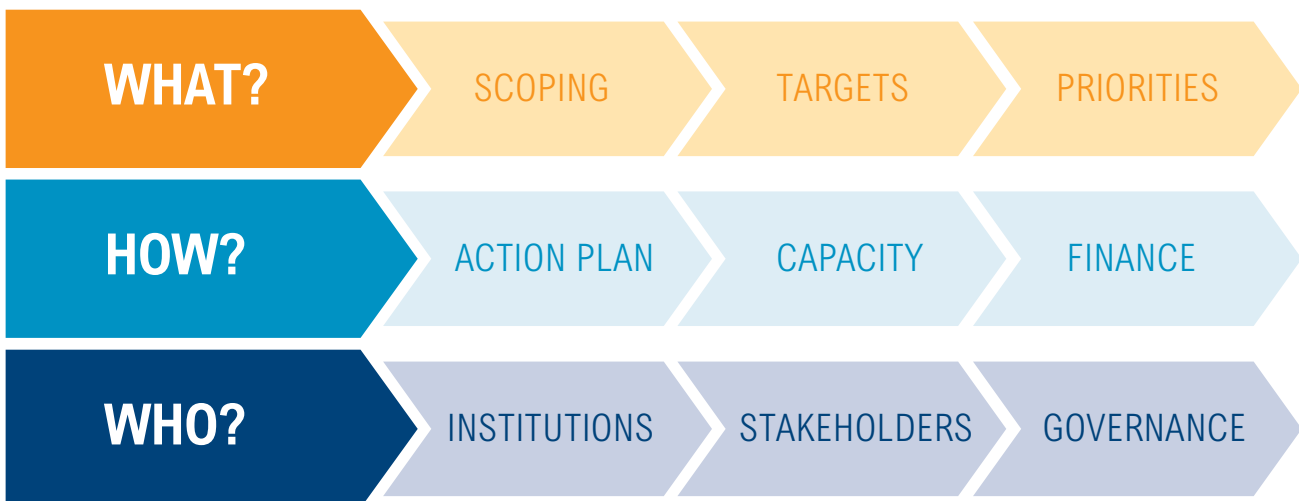 WHAT? SCOPING TARGETS PRIORITIES
HOW? ACTION PLAN CAPACITY FINANCE
WHO? INSTITUTIONS STAKEHOLDERS GOVERNANCE